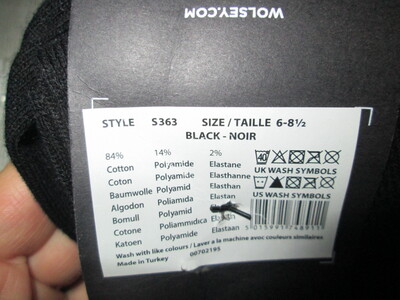 WOLSEY.COM
STYLE S363 SIZE / TAILLE 6-8½
BLACK - NOIR
84% 14% 2%
Cotton Polyamide Elastane
Coton Polyamide Elasthanne
Baumwolle Polyamid Elasthan
Algodon Poliamida
Bomull Polyamid
Cotone Poliammidica
Katoen Polyamide Elastaan
40
UK WASH SYMBOLS
US WASH SYMBOLS
Wash with like colours / Laver a la machine avec couleurs similaires
Made in Turkey 00702195